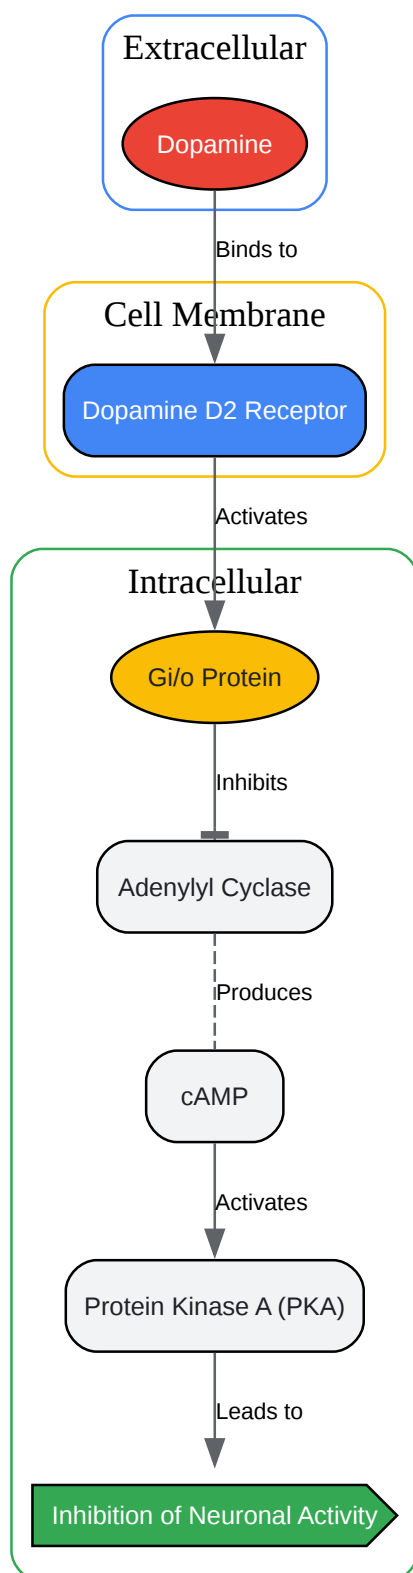 Extracellular
Dopamine
Binds to
Cell Membrane
Dopamine D2 Receptor
Activates
Intracellular
Gi/o Protein
Inhibits
Adenylyl Cyclase
Produces
cAMP
Activates
Protein Kinase A (PKA)
Leads to
Inhibition of Neuronal Activity